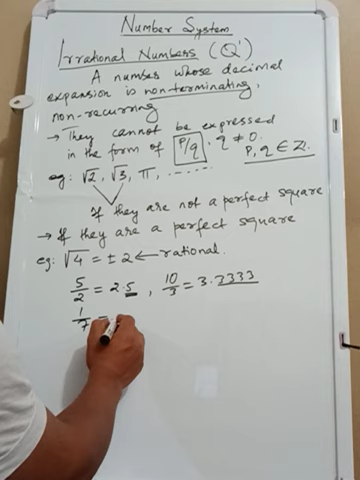 Number System
Irrational Numbers (Q')
A number whose decimal
expansion is non-terminating,
non-recurring
→ They cannot be expressed
in the form of p/q, q ≠ 0.
P, q ∈ Z.
eg: √2, √3, π, .......
If they are not a perfect square
→ If they are a perfect square
eg: √4 = ± 2 ← rational.
5/2 = 2.5, 10/3 = 3.3333
1/7 =